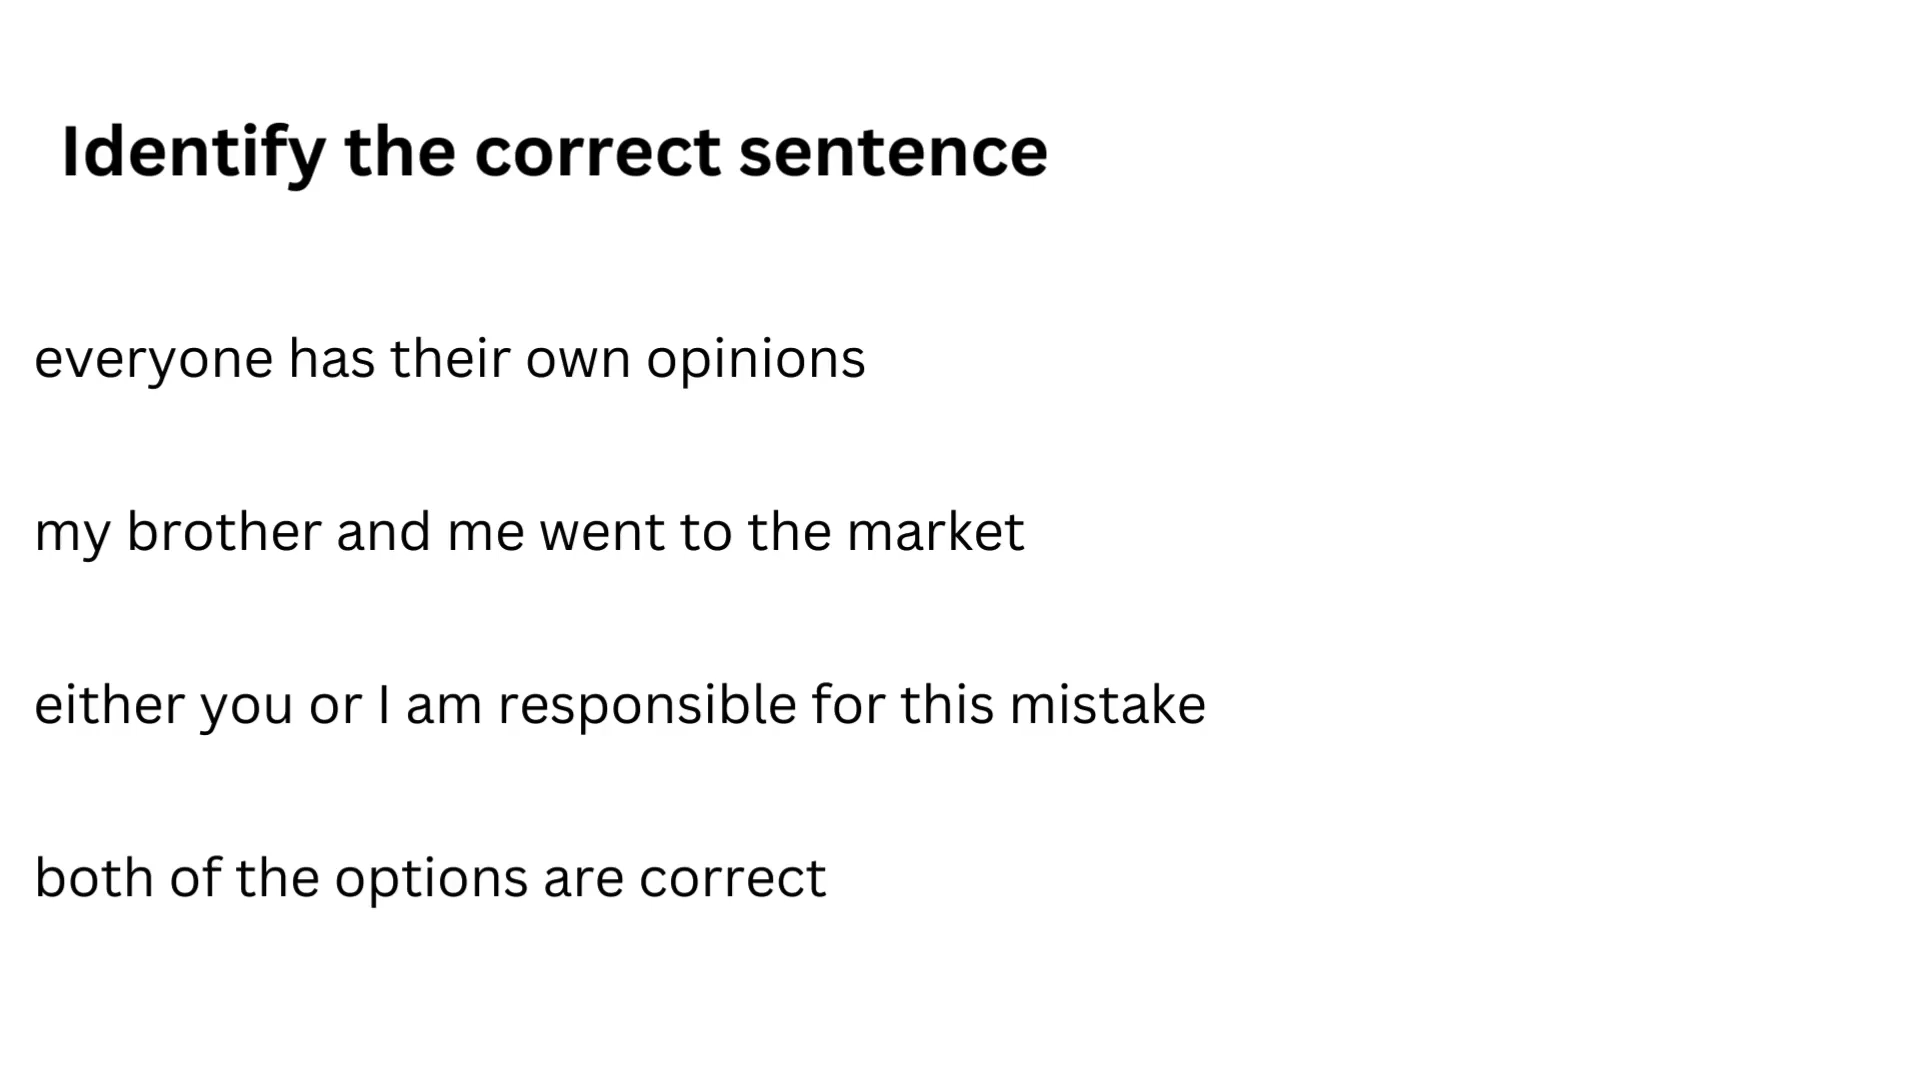 Identify the correct sentence
everyone has their own opinions
my brother and me went to the market
either you or I am responsible for this mistake
both of the options are correct